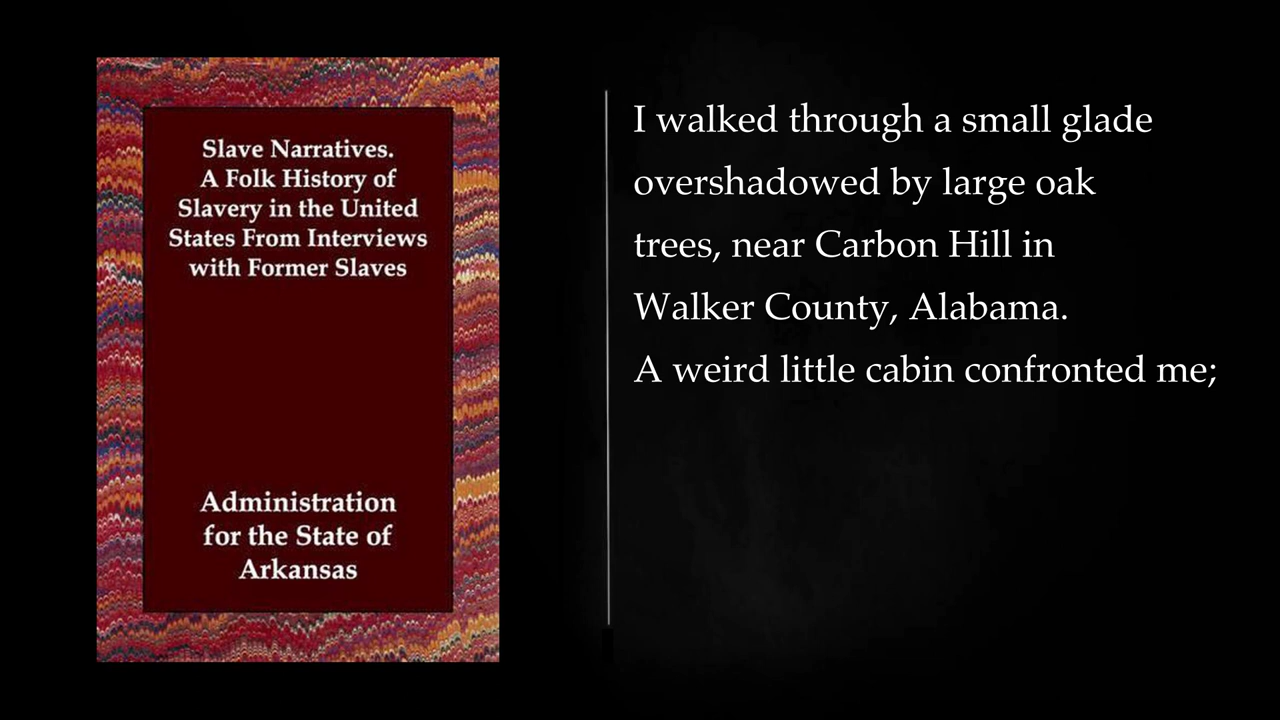 Slave Narratives.
A Folk History of
Slavery in the United
States From Interviews
with Former Slaves
Administration
for the State of
Arkansas
I walked through a small glade
overshadowed by large oak
trees, near Carbon Hill in
Walker County, Alabama.
A weird little cabin confronted me;